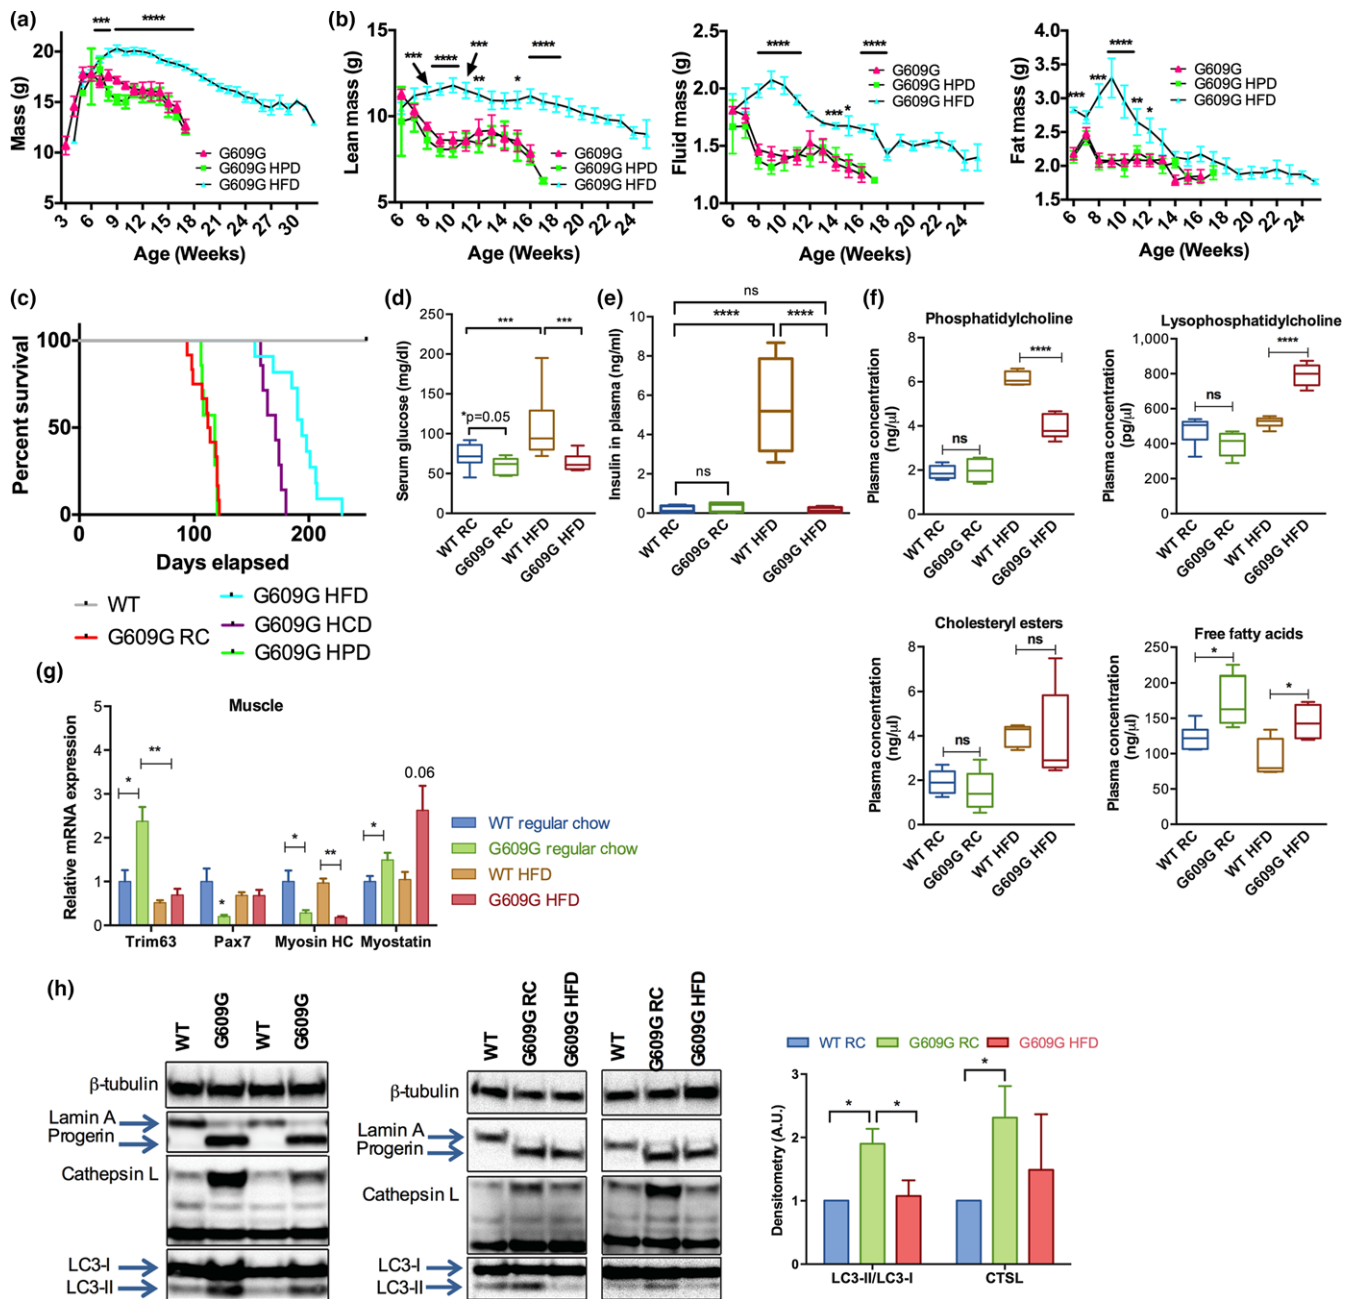 (a)
***
****
Mass (g)
20
15
10
3
6
9
12
15
18
21
24
27
30
G609G
G609G HPD
G609G HFD
Age (Weeks)
(b)
***
****
***
**
*
****
Lean mass (g)
15
10
5
6
8
10
12
14
16
18
20
22
24
G609G
G609G HPD
G609G HFD
Age (Weeks)
****
****
***
*
Fluid mass (g)
2.5
2.0
1.5
1.0
6
8
10
12
14
16
18
20
22
24
G609G
G609G HPD
G609G HFD
Age (Weeks)
***
***
****
**
*
Fat mass (g)
4.0
3.5
3.0
2.5
2.0
1.5
6
8
10
12
14
16
18
20
22
24
G609G
G609G HPD
G609G HFD
Age (Weeks)
(c)
Percent survival
100
50
0
0
100
200
Days elapsed
WT
G609G RC
G609G HFD
G609G HCD
G609G HPD
(d)
Serum glucose (mg/dl)
250
200
150
100
50
0
***
***
*p=0.05
WT RC
G609G RC
WT HFD
G609G HFD
(e)
Insulin in plasma (ng/ml)
10
8
6
4
2
0
ns
****
****
ns
WT RC
G609G RC
WT HFD
G609G HFD
(f)
Phosphatidylcholine
Plasma concentration
(ng/µl)
8
6
4
2
0
ns
****
WT RC
G609G RC
WT HFD
G609G HFD
Lysophosphatidylcholine
Plasma concentration
(pg/µl)
1,000
800
600
400
200
0
ns
****
WT RC
G609G RC
WT HFD
G609G HFD
Cholesteryl esters
Plasma concentration
(ng/µl)
8
6
4
2
0
ns
ns
WT RC
G609G RC
WT HFD
G609G HFD
Free fatty acids
Plasma concentration
(ng/µl)
250
200
150
100
50
0
*
*
WT RC
G609G RC
WT HFD
G609G HFD
(g)
Muscle
Relative mRNA expression
5
4
3
2
1
0
*
**
*
*
**
*
0.06
Trim63
Pax7
Myosin HC
Myostatin
WT regular chow
G609G regular chow
WT HFD
G609G HFD
(h)
WT
G609G
WT
G609G
β-tubulin
Lamin A
Progerin
Cathepsin L
LC3-I
LC3-II
WT
G609G RC
G609G HFD
WT
G609G RC
G609G HFD
β-tubulin
Lamin A
Progerin
Cathepsin L
LC3-I
LC3-II
WT RC
G609G RC
G609G HFD
Densitometry (A.U.)
3
2
1
0
*
*
*
LC3-II/LC3-I
CTSL